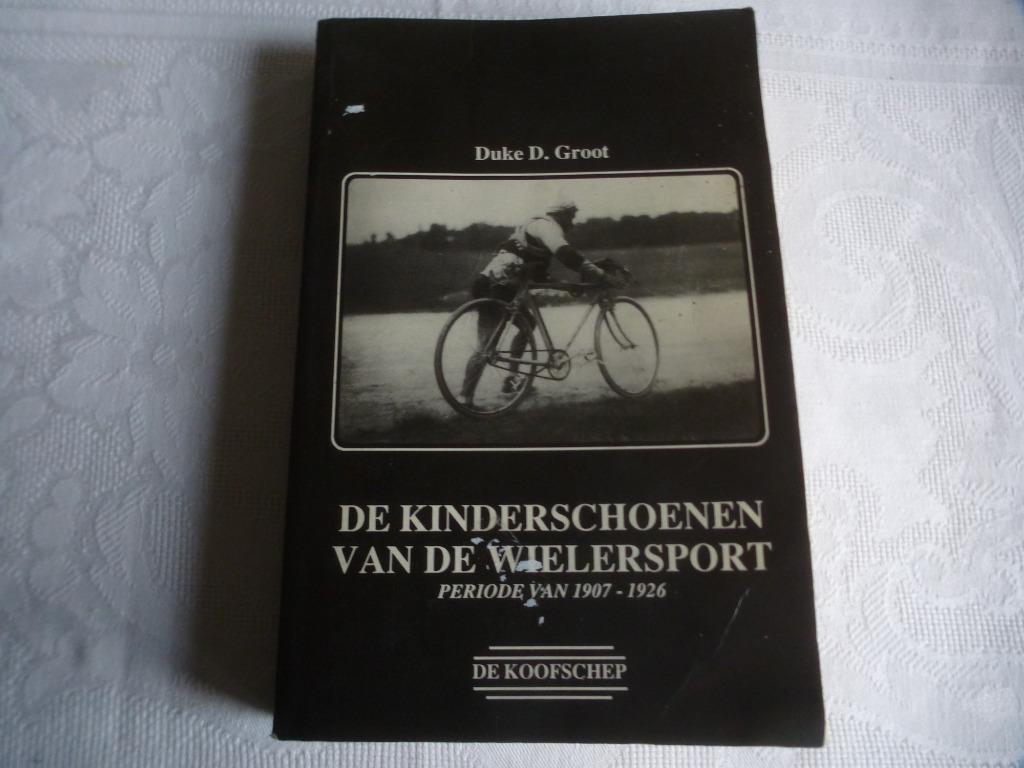 Duke D. Groot
DE KINDERSCHOENEN
VAN DE WIELERSPORT
PERIODE VAN 1907 - 1926
DE KOOFSCHEP